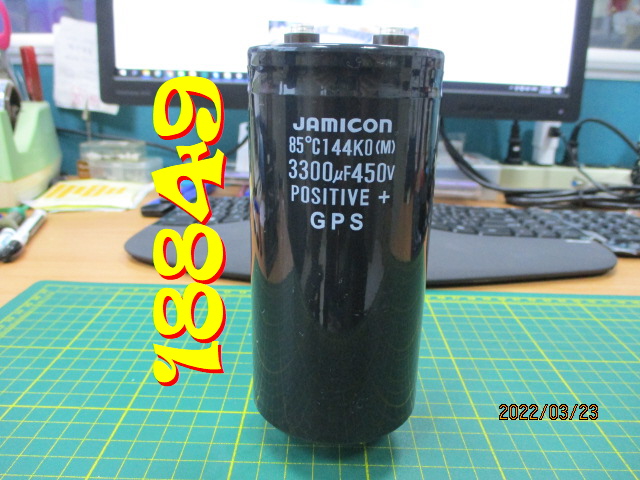 JAMICON
85°C144K0(M)
3300μF450V
POSITIVE +
GPS
18849
2022/03/23